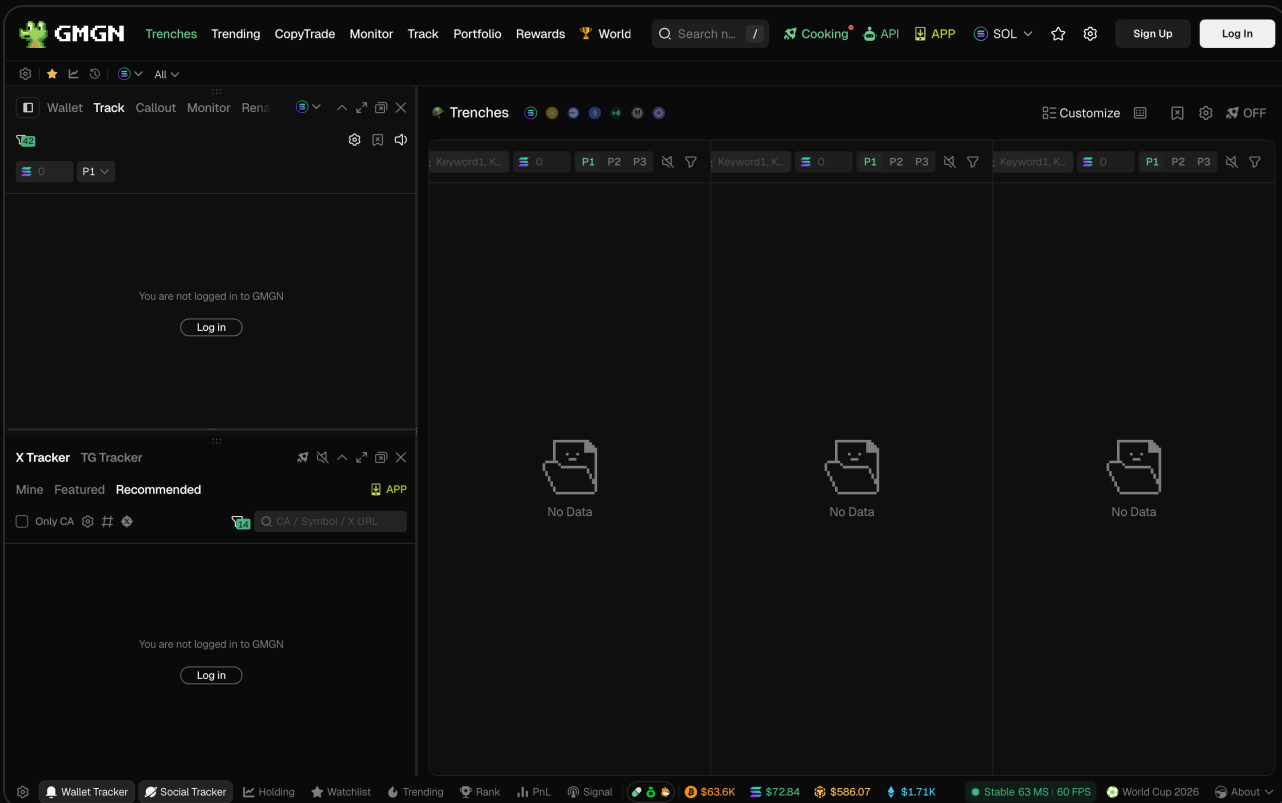 GMGN Trenches Trending CopyTrade Monitor Track Portfolio Rewards World Search n... / Cooking API APP SOL Sign Up Log In
All
Wallet Track Callout Monitor Rena
42
0 P1
You are not logged in to GMGN
Log in
X Tracker TG Tracker
Mine Featured Recommended APP
Only CA 14 CA / Symbol / X URL
You are not logged in to GMGN
Log in
Trenches Customize OFF
Keyword1, K... 0 P1 P2 P3 Keyword1, K... 0 P1 P2 P3 Keyword1, K... 0 P1 P2 P3
No Data No Data No Data
Wallet Tracker Social Tracker Holding Watchlist Trending Rank PnL Signal $63.6K $72.84 $586.07 $1.71K Stable 63 MS 60 FPS World Cup 2026 About